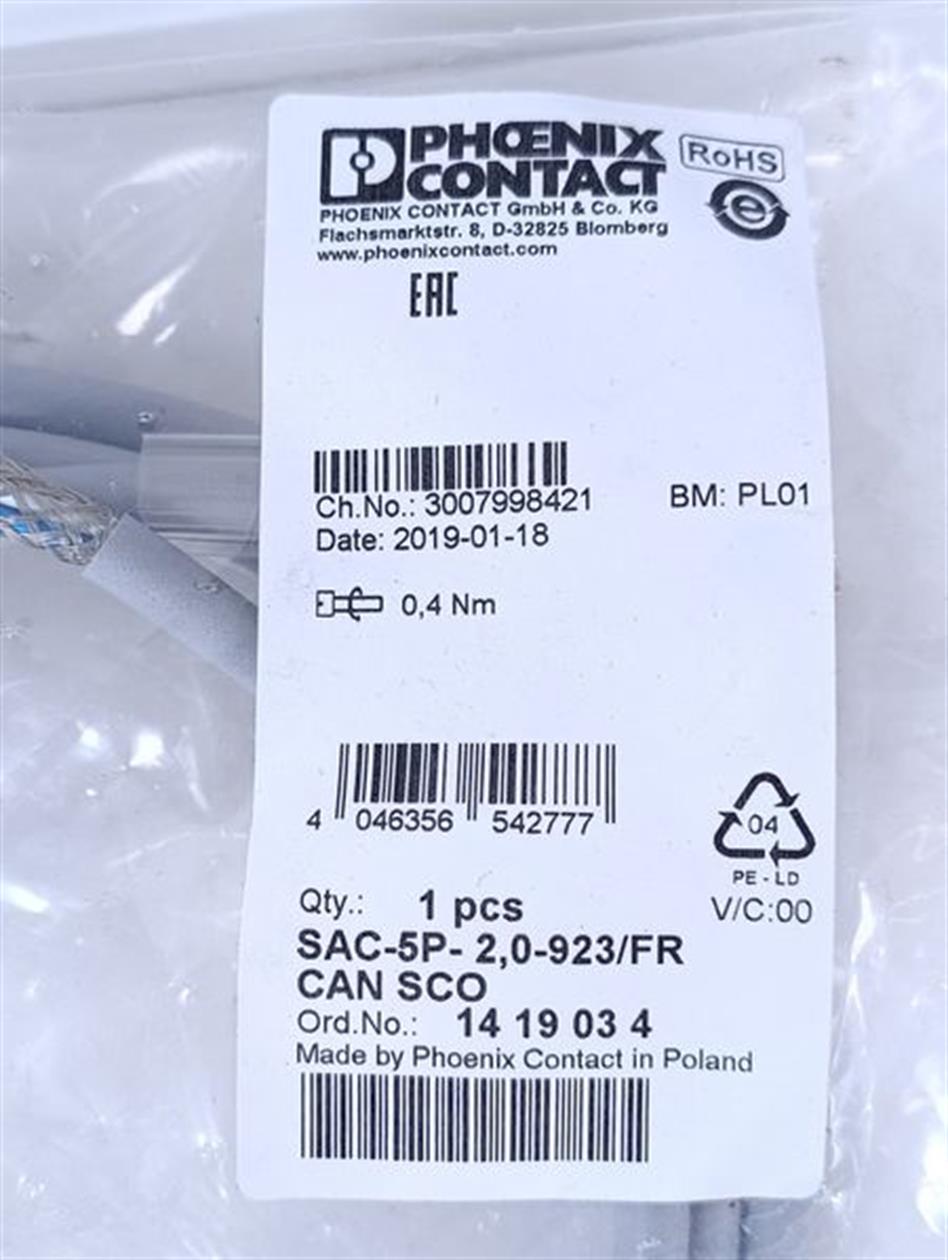 PHŒNIX
CONTACT
RoHS
e
PHOENIX CONTACT GmbH & Co. KG
Flachsmarktstr. 8, D-32825 Blomberg
www.phoenixcontact.com
EAC
Ch.No.: 3007998421 BM: PL01
Date: 2019-01-18
0,4 Nm
4 046356 542777
04
PE - LD
Qty.: 1 pcs V/C:00
SAC-5P- 2,0-923/FR
CAN SCO
Ord.No.: 14 19 03 4
Made by Phoenix Contact in Poland